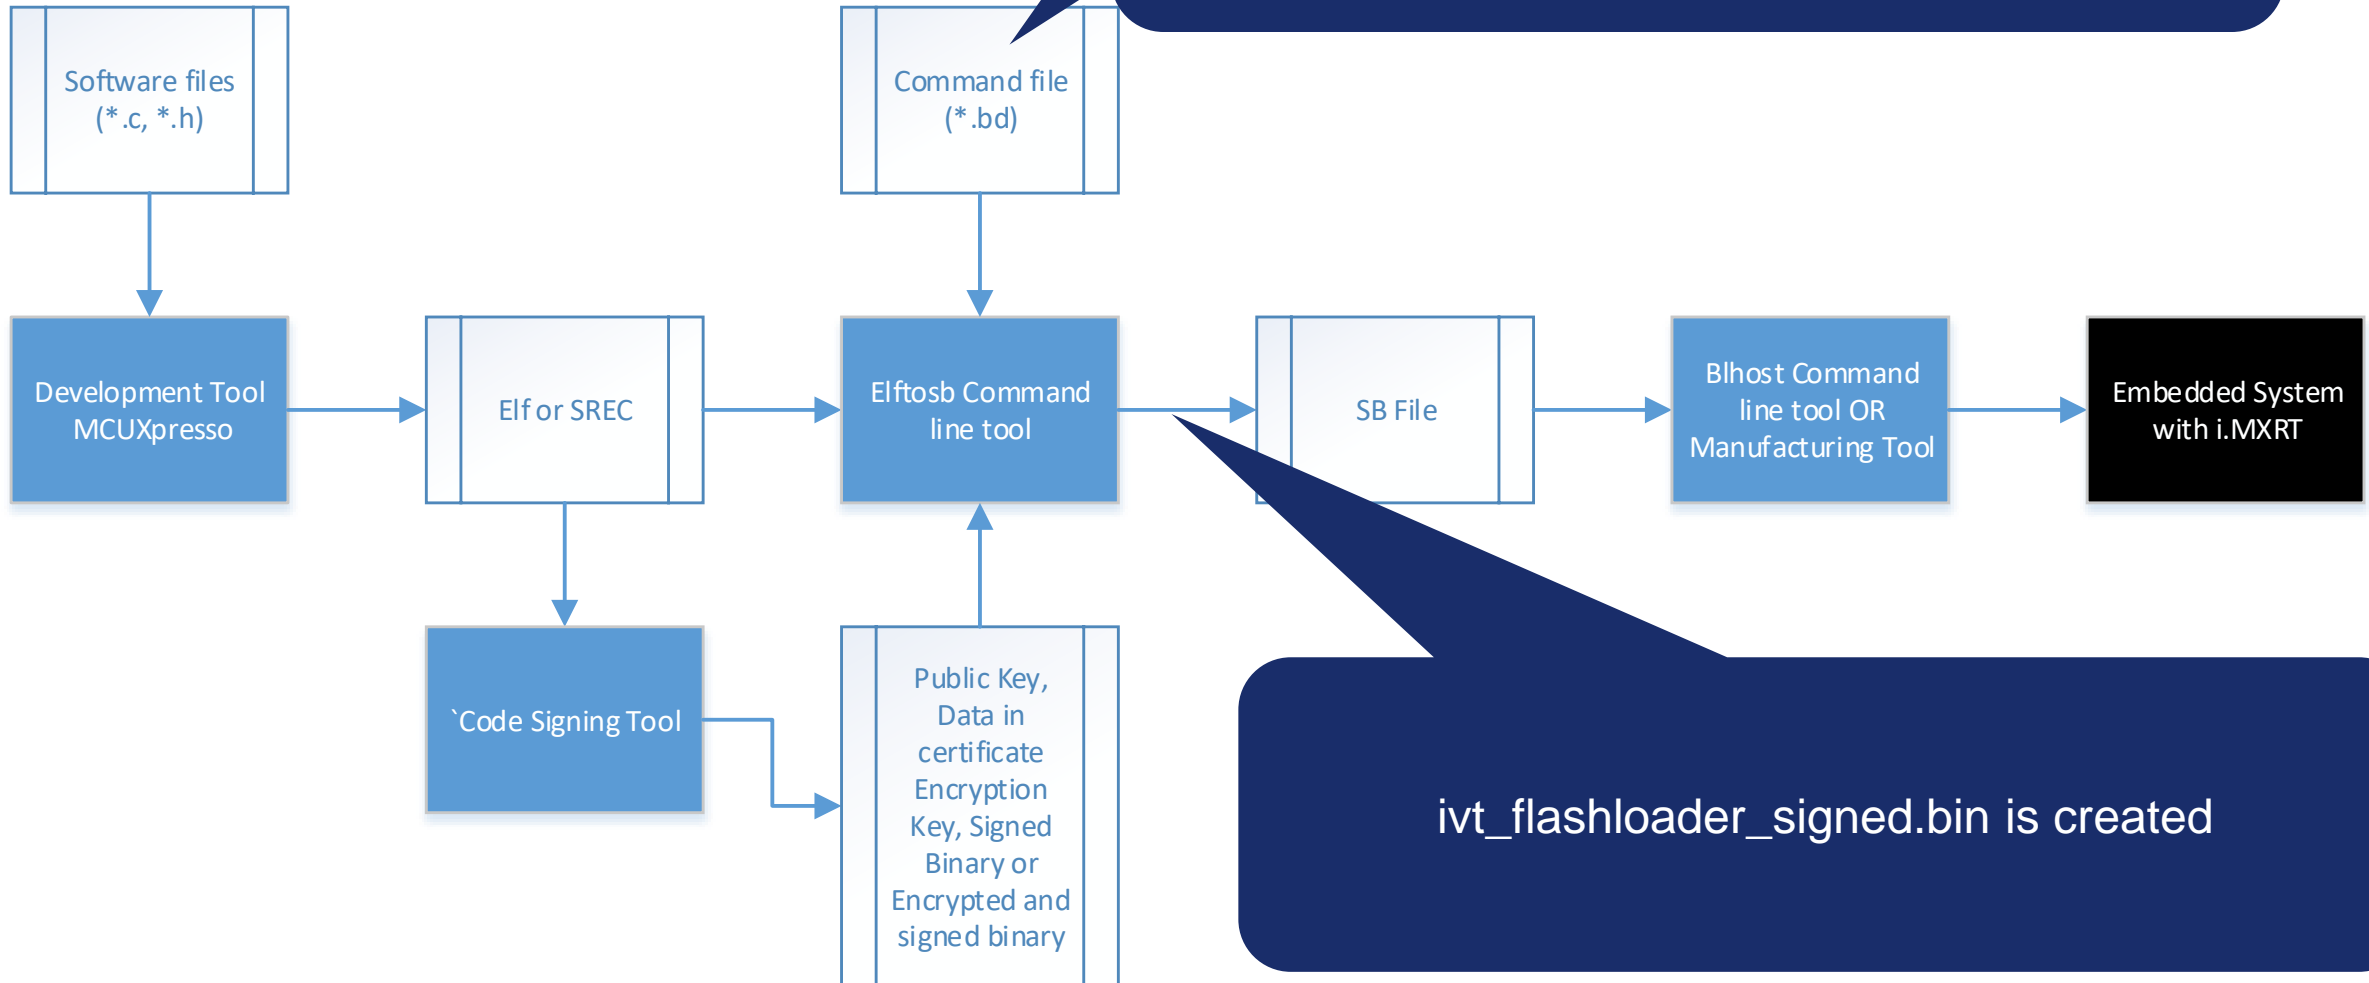 Software files
(*.c, *.h)
Command file
(*.bd)
Development Tool
MCUXpresso
Elf or SREC
Elftosb Command
line tool
SB File
Blhost Command
line tool OR
Manufacturing Tool
Embedded System
with i.MXRT
`Code Signing Tool
Public Key,
Data in
certificate
Encryption
Key, Signed
Binary or
Encrypted and
signed binary
ivt_flashloader_signed.bin is created